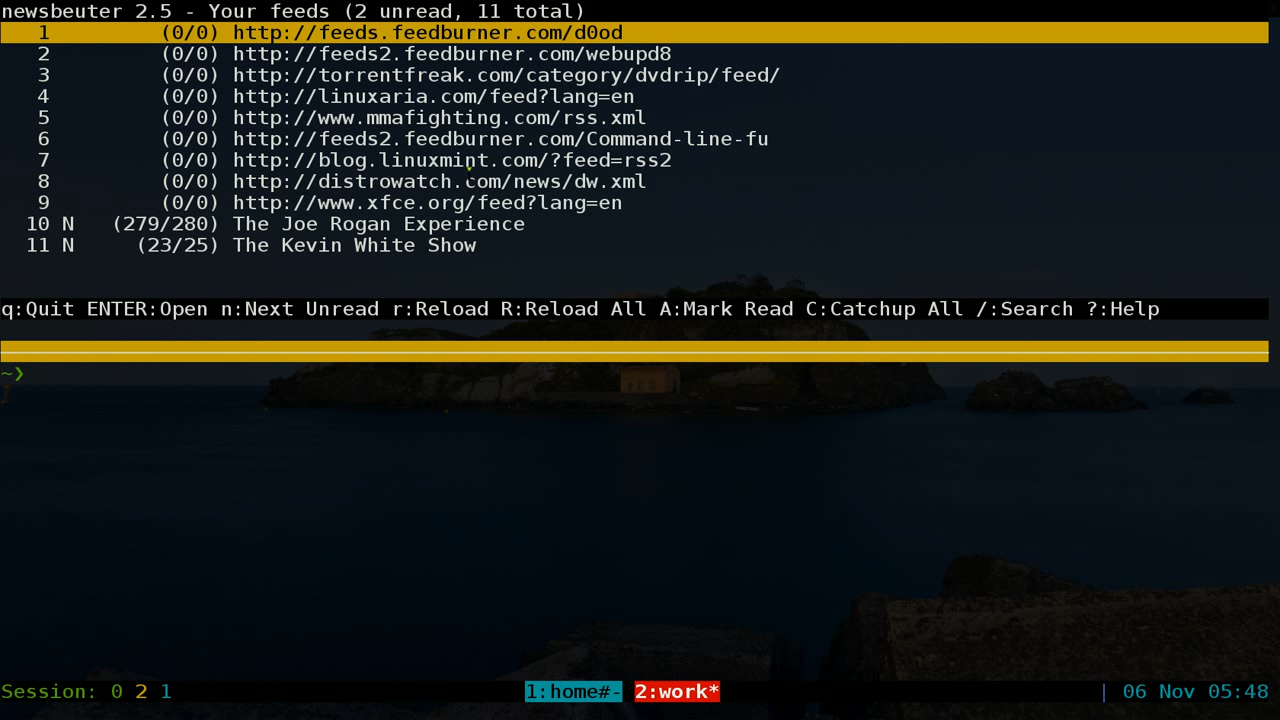 newsbeuter 2.5 - Your feeds (2 unread, 11 total)
1 (0/0) http://feeds.feedburner.com/d0od
2 (0/0) http://feeds2.feedburner.com/webupd8
3 (0/0) http://torrentfreak.com/category/dvdrip/feed/
4 (0/0) http://linuxaria.com/feed?lang=en
5 (0/0) http://www.mmafighting.com/rss.xml
6 (0/0) http://feeds2.feedburner.com/Command-line-fu
7 (0/0) http://blog.linuxmint.com/?feed=rss2
8 (0/0) http://distrowatch.com/news/dw.xml
9 (0/0) http://www.xfce.org/feed?lang=en
10 N (279/280) The Joe Rogan Experience
11 N (23/25) The Kevin White Show
q:Quit ENTER:Open n:Next Unread r:Reload R:Reload All A:Mark Read C:Catchup All /:Search ?:Help
~❯
Session: 0 2 1 1:home#- 2:work* | 06 Nov 05:48